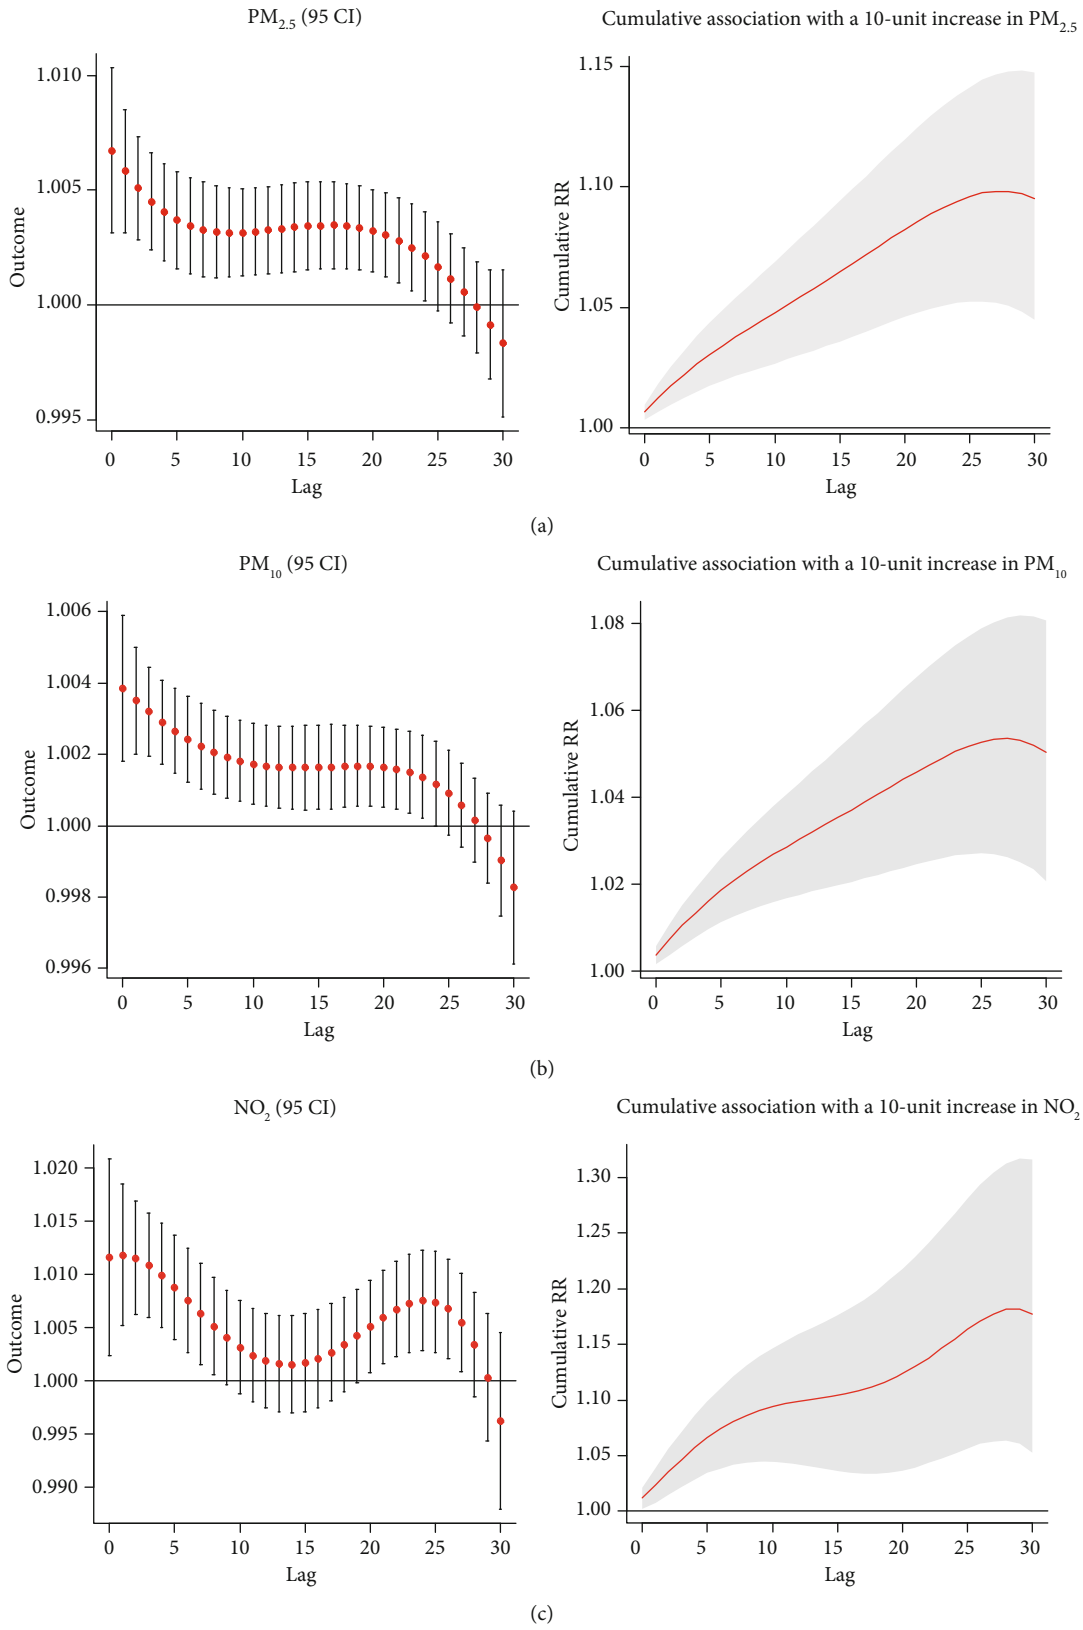 PM2.5 (95 CI)
1.010
1.005
1.000
0.995
Outcome
0 5 10 15 20 25 30
Lag
Cumulative association with a 10-unit increase in PM2.5
1.15
1.10
1.05
1.00
Cumulative RR
0 5 10 15 20 25 30
Lag
(a)
PM10 (95 CI)
1.006
1.004
1.002
1.000
0.998
0.996
Outcome
0 5 10 15 20 25 30
Lag
Cumulative association with a 10-unit increase in PM10
1.08
1.06
1.04
1.02
1.00
Cumulative RR
0 5 10 15 20 25 30
Lag
(b)
NO2 (95 CI)
1.020
1.015
1.010
1.005
1.000
0.995
0.990
Outcome
0 5 10 15 20 25 30
Lag
Cumulative association with a 10-unit increase in NO2
1.30
1.25
1.20
1.15
1.10
1.05
1.00
Cumulative RR
0 5 10 15 20 25 30
Lag
(c)